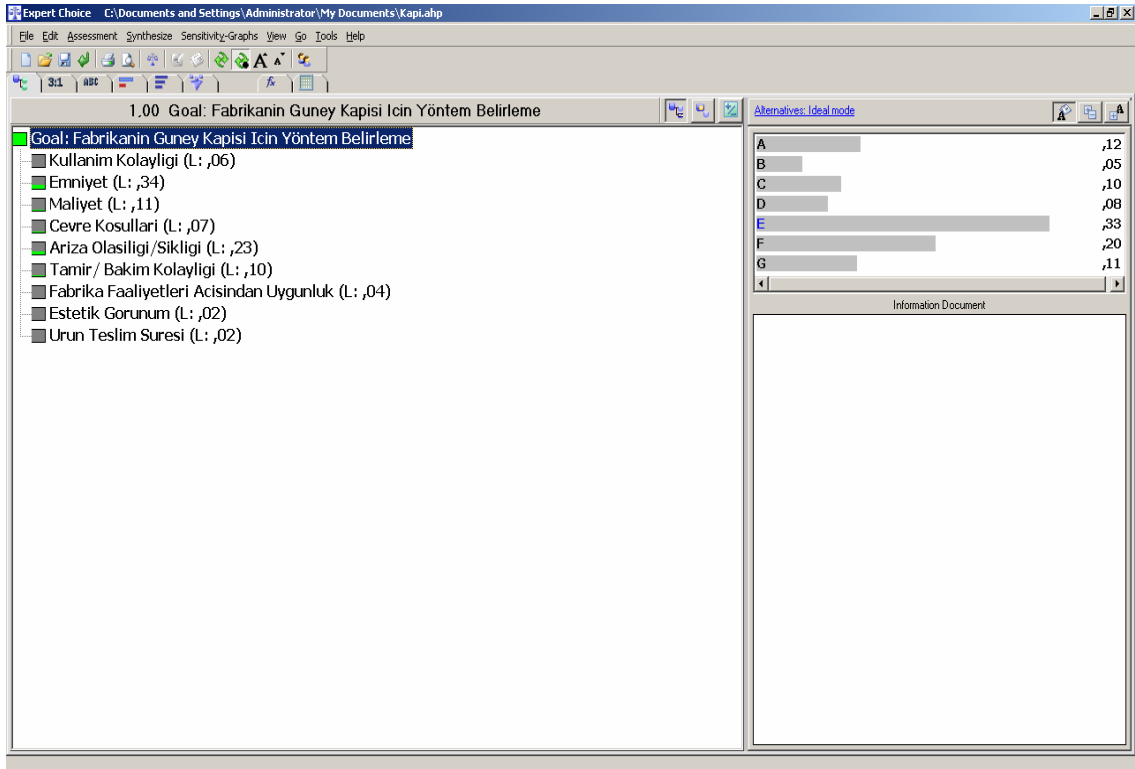 Expert Choice C:\Documents and Settings\Administrator\My Documents\Kapi.ahp
File Edit Assessment Synthesize Sensitivity-Graphs View Go Tools Help
A A
3:1 ABC fx
1,00 Goal: Fabrikanin Guney Kapisi Icin Yöntem Belirleme
Goal: Fabrikanin Guney Kapisi Icin Yöntem Belirleme
Kullanim Kolayligi (L: ,06)
Emniyet (L: ,34)
Maliyet (L: ,11)
Cevre Kosullari (L: ,07)
Ariza Olasiligi/Sikligi (L: ,23)
Tamir/ Bakim Kolayligi (L: ,10)
Fabrika Faaliyetleri Acisindan Uygunluk (L: ,04)
Estetik Gorunum (L: ,02)
Urun Teslim Suresi (L: ,02)
Alternatives: Ideal mode
A ,12
B ,05
C ,10
D ,08
E ,33
F ,20
G ,11
Information Document